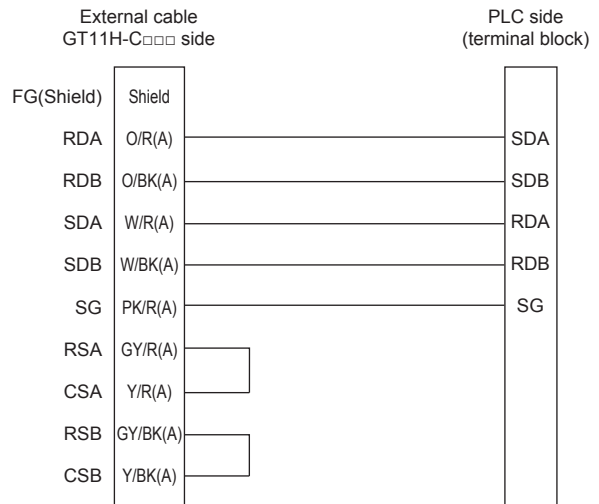 External cable
GT11H-C□□□ side
PLC side
(terminal block)
FG(Shield) Shield
RDA O/R(A) SDA
RDB O/BK(A) SDB
SDA W/R(A) RDA
SDB W/BK(A) RDB
SG PK/R(A) SG
RSA GY/R(A)
CSA Y/R(A)
RSB GY/BK(A)
CSB Y/BK(A)